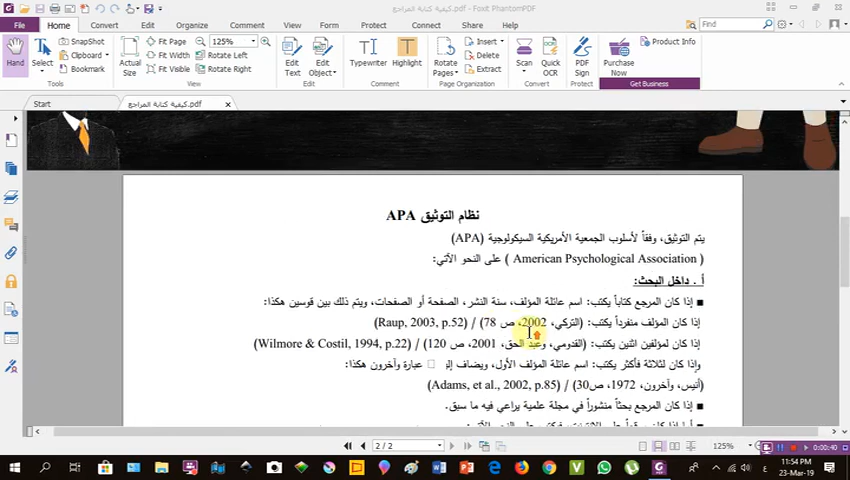 كيفية كتابة المراجع.pdf - Foxit PhantomPDF
File Home Convert Edit Organize Comment View Form Protect Connect Share Help Tell me... Find
SnapShot Clipboard Bookmark Fit Page Fit Width Fit Visible 125% Rotate Left Rotate Right Insert Delete Extract Product Info
Hand Select Actual Size Edit Text Edit Object Typewriter Highlight Rotate Pages Scan Quick OCR PDF Sign Purchase Now
Tools View Edit Comment Page Organization Convert Protect Get Business
Start كيفية كتابة المراجع.pdf
نظام التوثيق APA
يتم التوثيق، وفقاً لأسلوب الجمعية الأمريكية السيكولوجية (APA)
( American Psychological Association ) على النحو الآتي:
أ . داخل البحث:
■ إذا كان المرجع كتاباً يكتب: اسم عائلة المؤلف، سنة النشر، الصفحة أو الصفحات، ويتم ذلك بين قوسين هكذا:
إذا كان المؤلف منفرداً يكتب: (التركي، 2002، ص 78) / (Raup, 2003, p.52)
إذا كان لمؤلفين اثنين يكتب: (القدومي، وعبد الحق، 2001، ص 120) / (Wilmore & Costil, 1994, p.22)
وإذا كان لثلاثة فأكثر يكتب: اسم عائلة المؤلف الأول، ويضاف إليه عبارة وآخرون هكذا:
(أنيس، وآخرون، 1972، ص30) / (Adams, et al., 2002, p.85)
■ إذا كان المرجع بحثاً منشوراً في مجلة علمية يراعي فيه ما سبق.
2 / 2 125% 0:00:40
11:54 PM
23-Mar-19